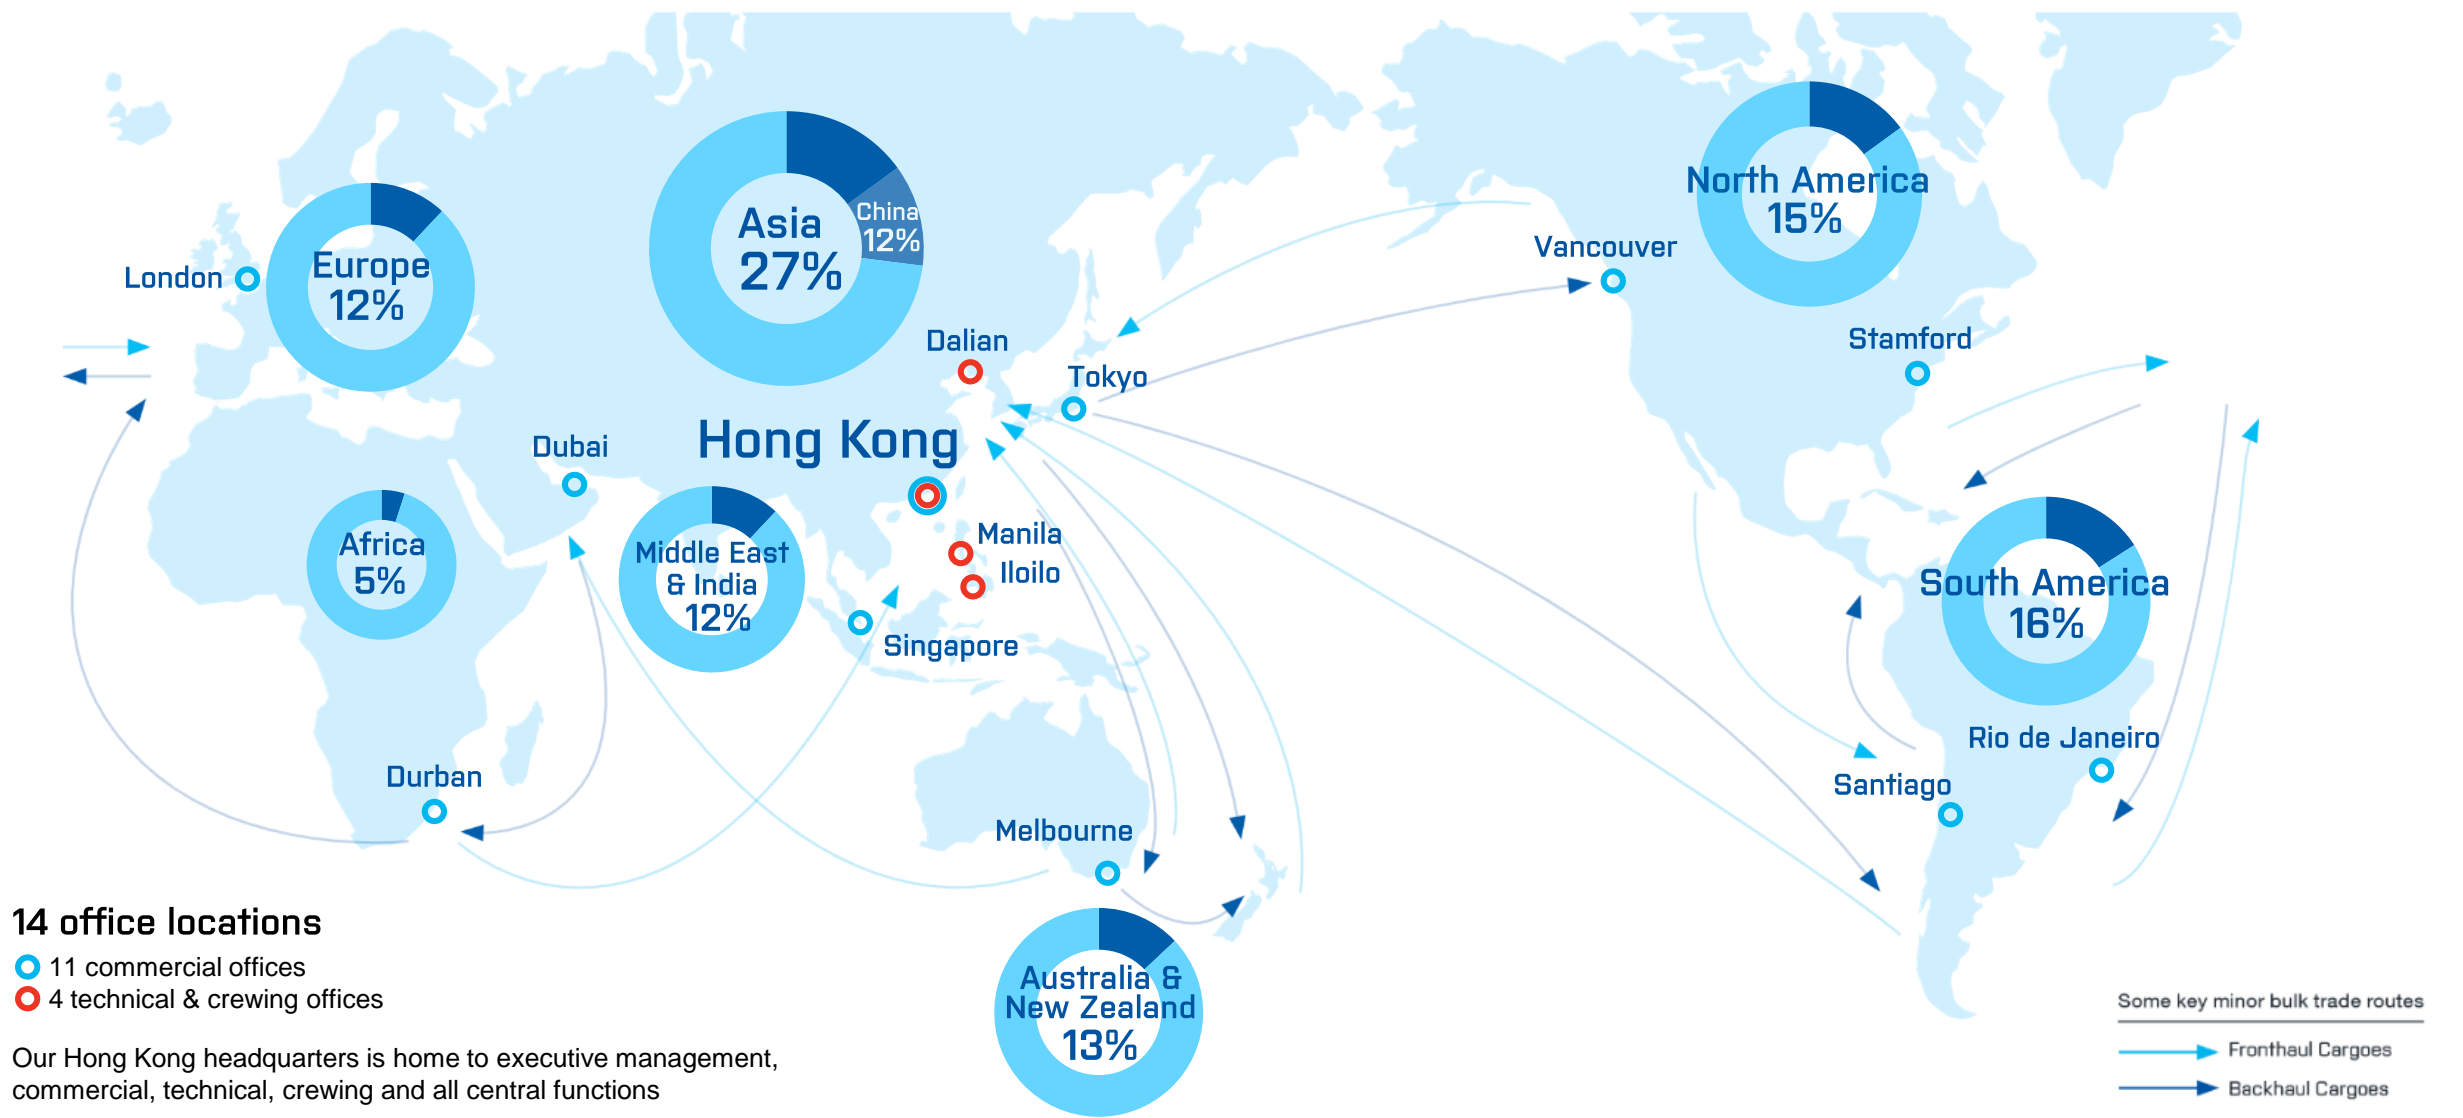 North America
15%
China
12%
Asia
27%
Vancouver
Europe
12%
London
Stamford
Dalian
Tokyo
Hong Kong
Dubai
Manila
Iloilo
Africa
5%
Middle East
& India
12%
South America
16%
Singapore
Rio de Janeiro
Santiago
Durban
Melbourne
14 office locations
11 commercial offices
4 technical & crewing offices
Australia &
New Zealand
13%
Our Hong Kong headquarters is home to executive management,
commercial, technical, crewing and all central functions
Some key minor bulk trade routes
Fronthaul Cargoes
Backhaul Cargoes